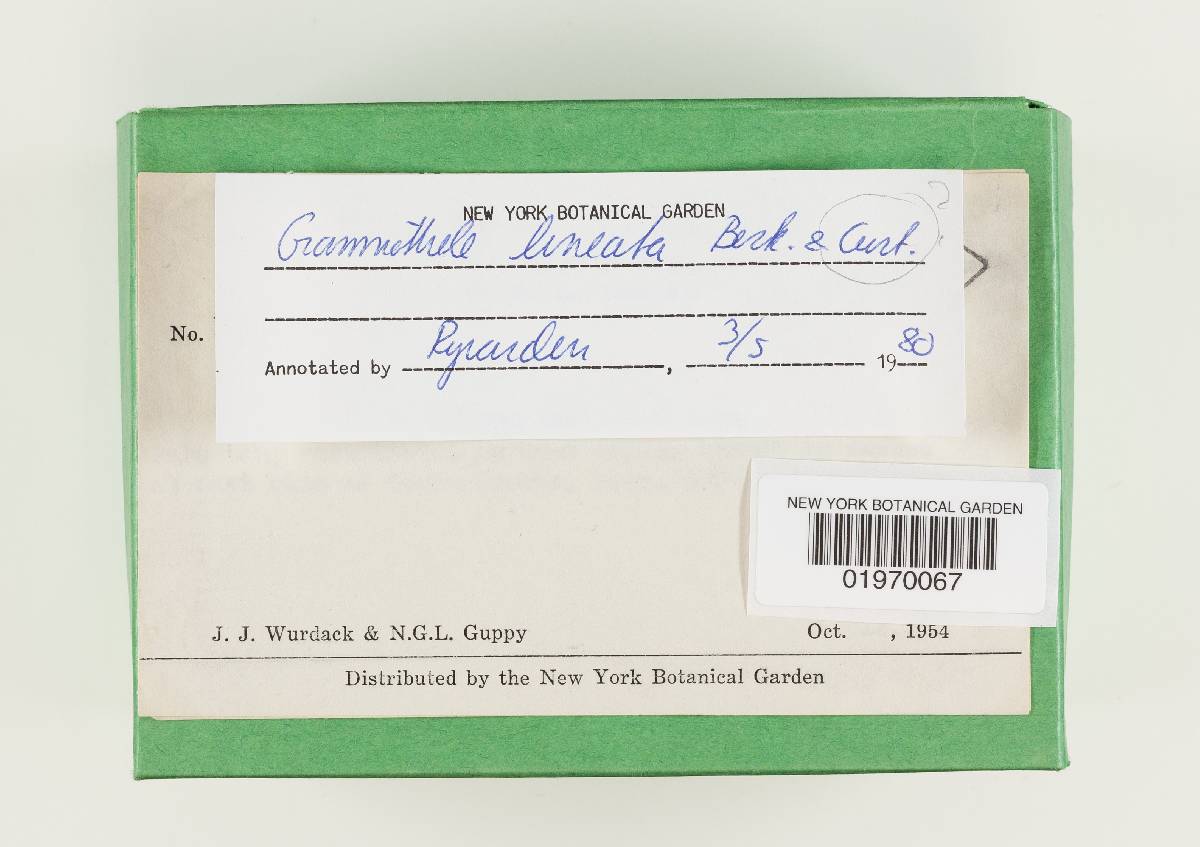 NEW YORK BOTANICAL GARDEN
Grammothele lineata Berk. & Curt.
?
No.
Annotated by Ryvarden, 3/5 1980
NEW YORK BOTANICAL GARDEN
01970067
J. J. Wurdack & N.G.L. Guppy Oct. , 1954
Distributed by the New York Botanical Garden